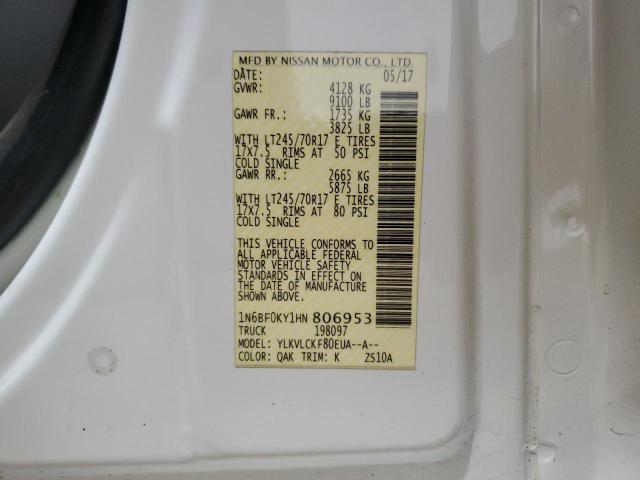 MFD BY NISSAN MOTOR CO., LTD.
DATE: 05/17
GVWR: 4128 KG
9100 LB
GAWR FR.: 1735 KG
3825 LB
WITH LT245/70R17 E TIRES
17X7.5 RIMS AT 50 PSI
COLD SINGLE
GAWR RR.: 2665 KG
5875 LB
WITH LT245/70R17 E TIRES
17X7.5 RIMS AT 80 PSI
COLD SINGLE
THIS VEHICLE CONFORMS TO
ALL APPLICABLE FEDERAL
MOTOR VEHICLE SAFETY
STANDARDS IN EFFECT ON
THE DATE OF MANUFACTURE
SHOWN ABOVE.
1N6BF0KY1HN 806953
TRUCK 198097
MODEL: YLKVLCKF80EUA--A--
COLOR: QAK TRIM: K ZS10A